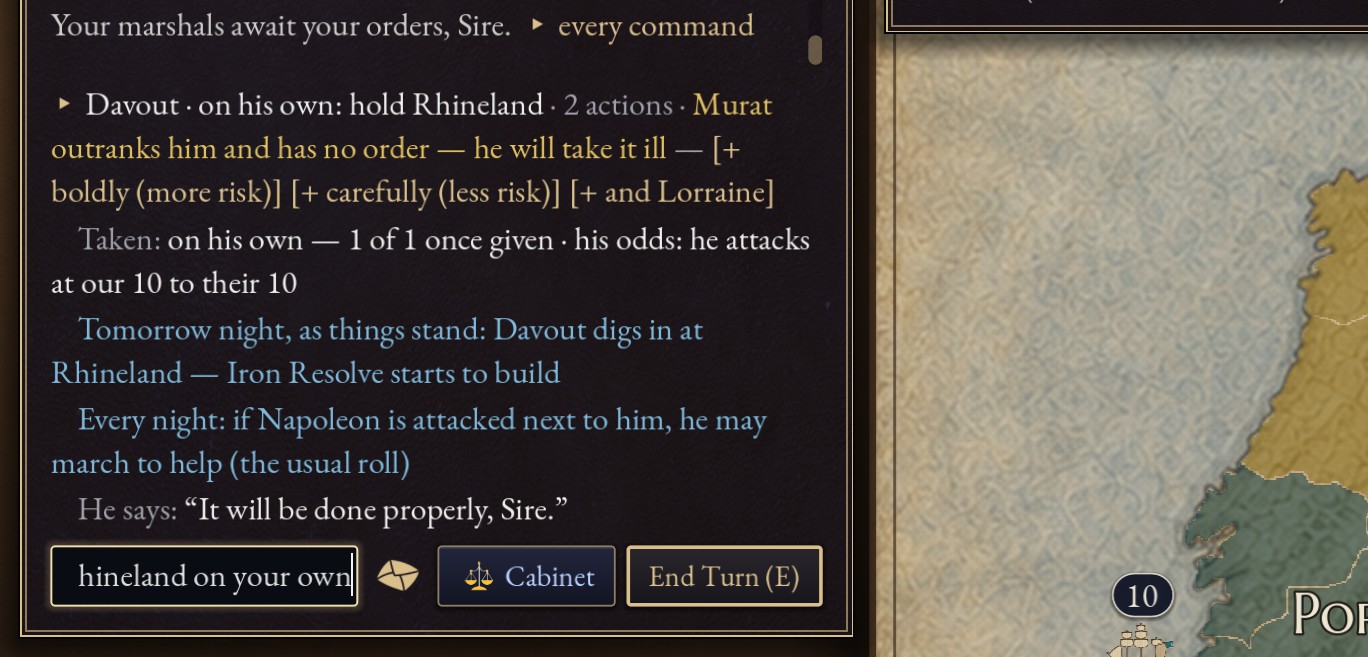 Your marshals await your orders, Sire. ▸ every command
▸ Davout · on his own: hold Rhineland · 2 actions · Murat
outranks him and has no order — he will take it ill — [+
boldly (more risk)] [+ carefully (less risk)] [+ and Lorraine]
Taken: on his own — 1 of 1 once given · his odds: he attacks
at our 10 to their 10
Tomorrow night, as things stand: Davout digs in at
Rhineland — Iron Resolve starts to build
Every night: if Napoleon is attacked next to him, he may
march to help (the usual roll)
He says: “It will be done properly, Sire.”
hineland on your own
Cabinet
End Turn (E)
10